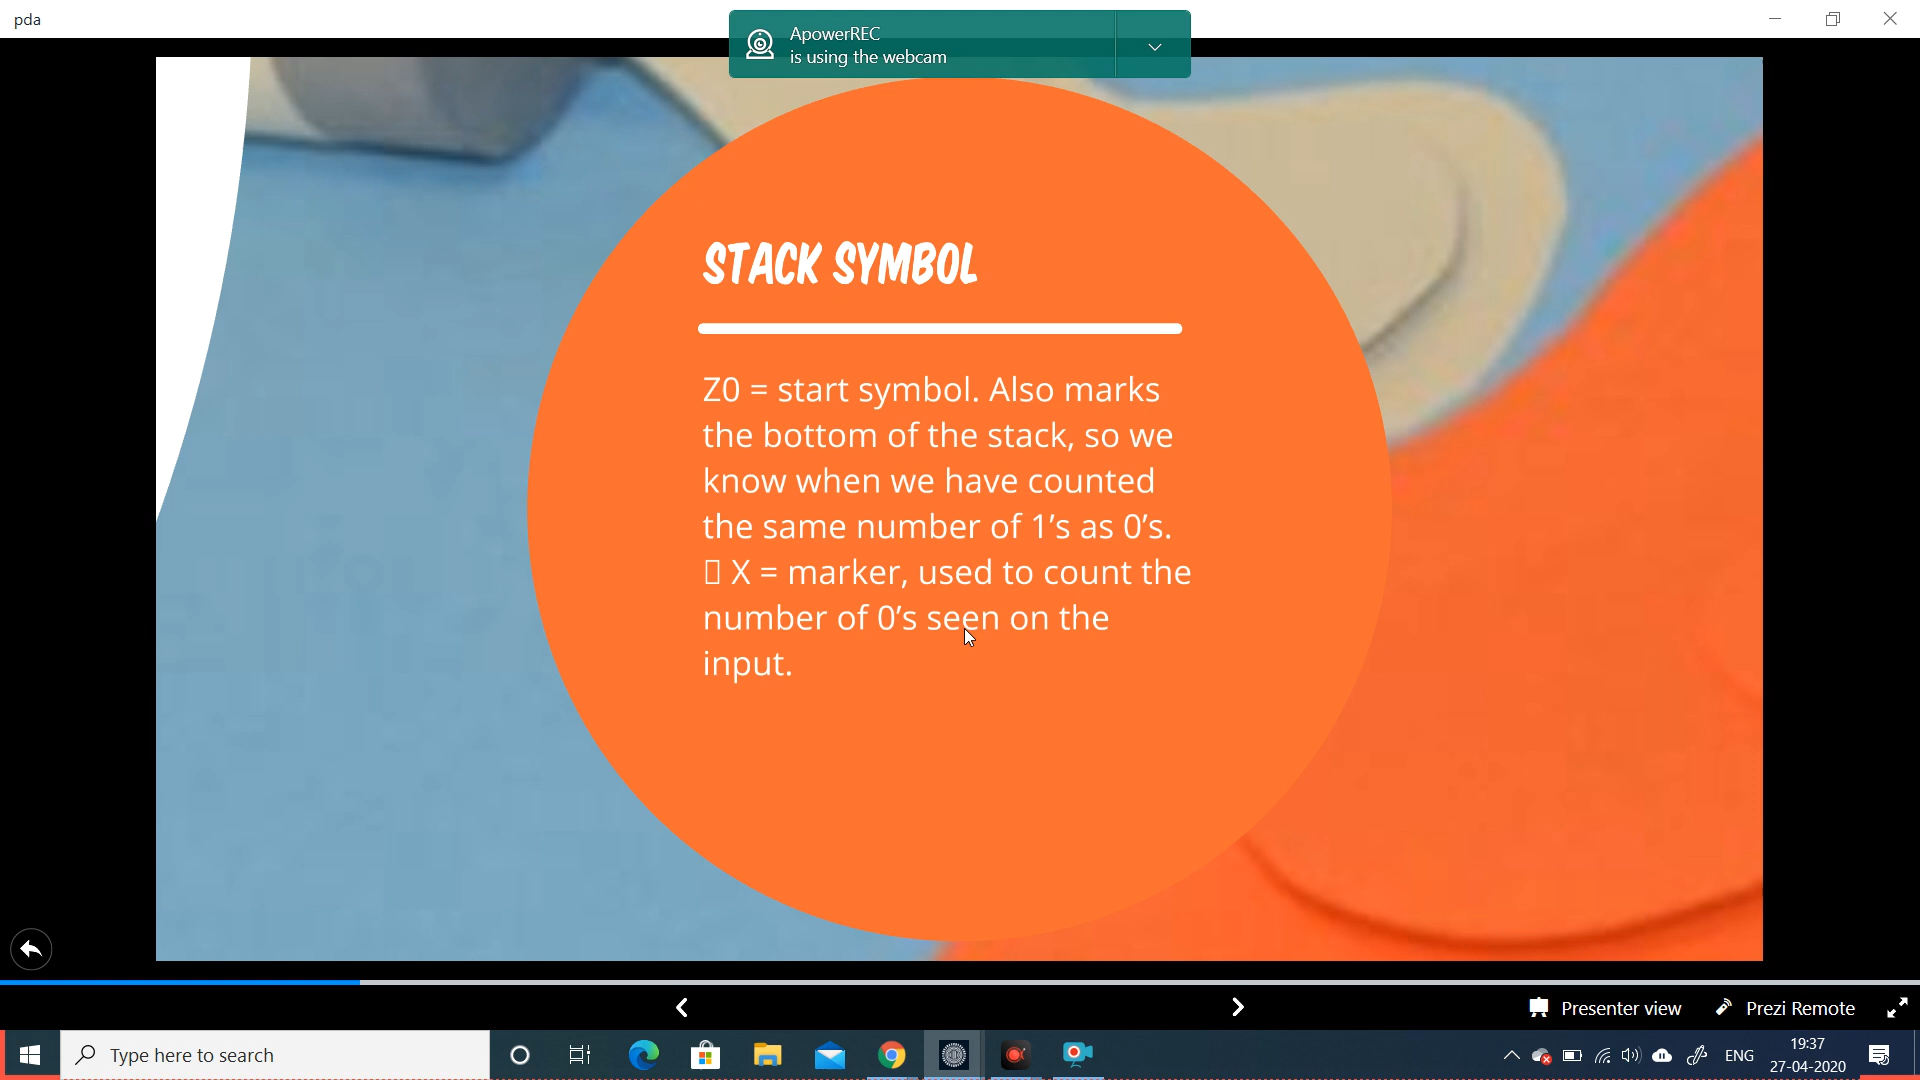 pda
ApowerREC
is using the webcam
STACK SYMBOL
Z0 = start symbol. Also marks
the bottom of the stack, so we
know when we have counted
the same number of 1’s as 0’s.
▯ X = marker, used to count the
number of 0’s seen on the
input.
Presenter view
Prezi Remote
Type here to search
ENG
19:37
27-04-2020